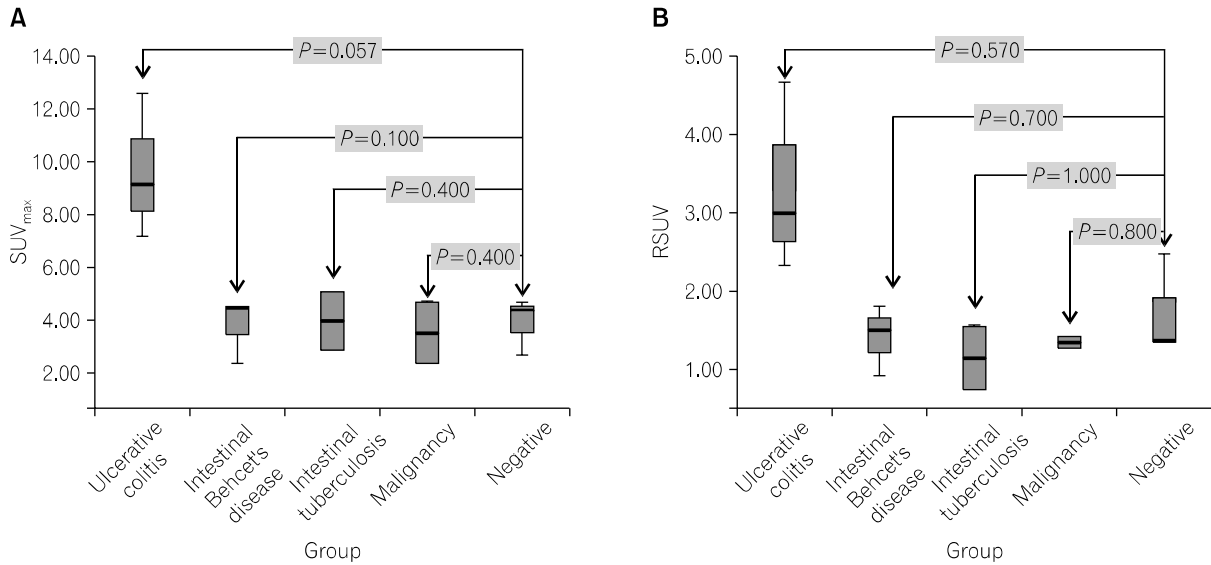 A
SUVmax
14.00
12.00
10.00
8.00
6.00
4.00
2.00
P=0.057
P=0.100
P=0.400
P=0.400
Ulcerative
colitis
Intestinal
Behcet's
disease
Intestinal
tuberculosis
Malignancy
Negative
Group
B
RSUV
5.00
4.00
3.00
2.00
1.00
P=0.570
P=0.700
P=1.000
P=0.800
Ulcerative
colitis
Intestinal
Behcet's
disease
Intestinal
tuberculosis
Malignancy
Negative
Group